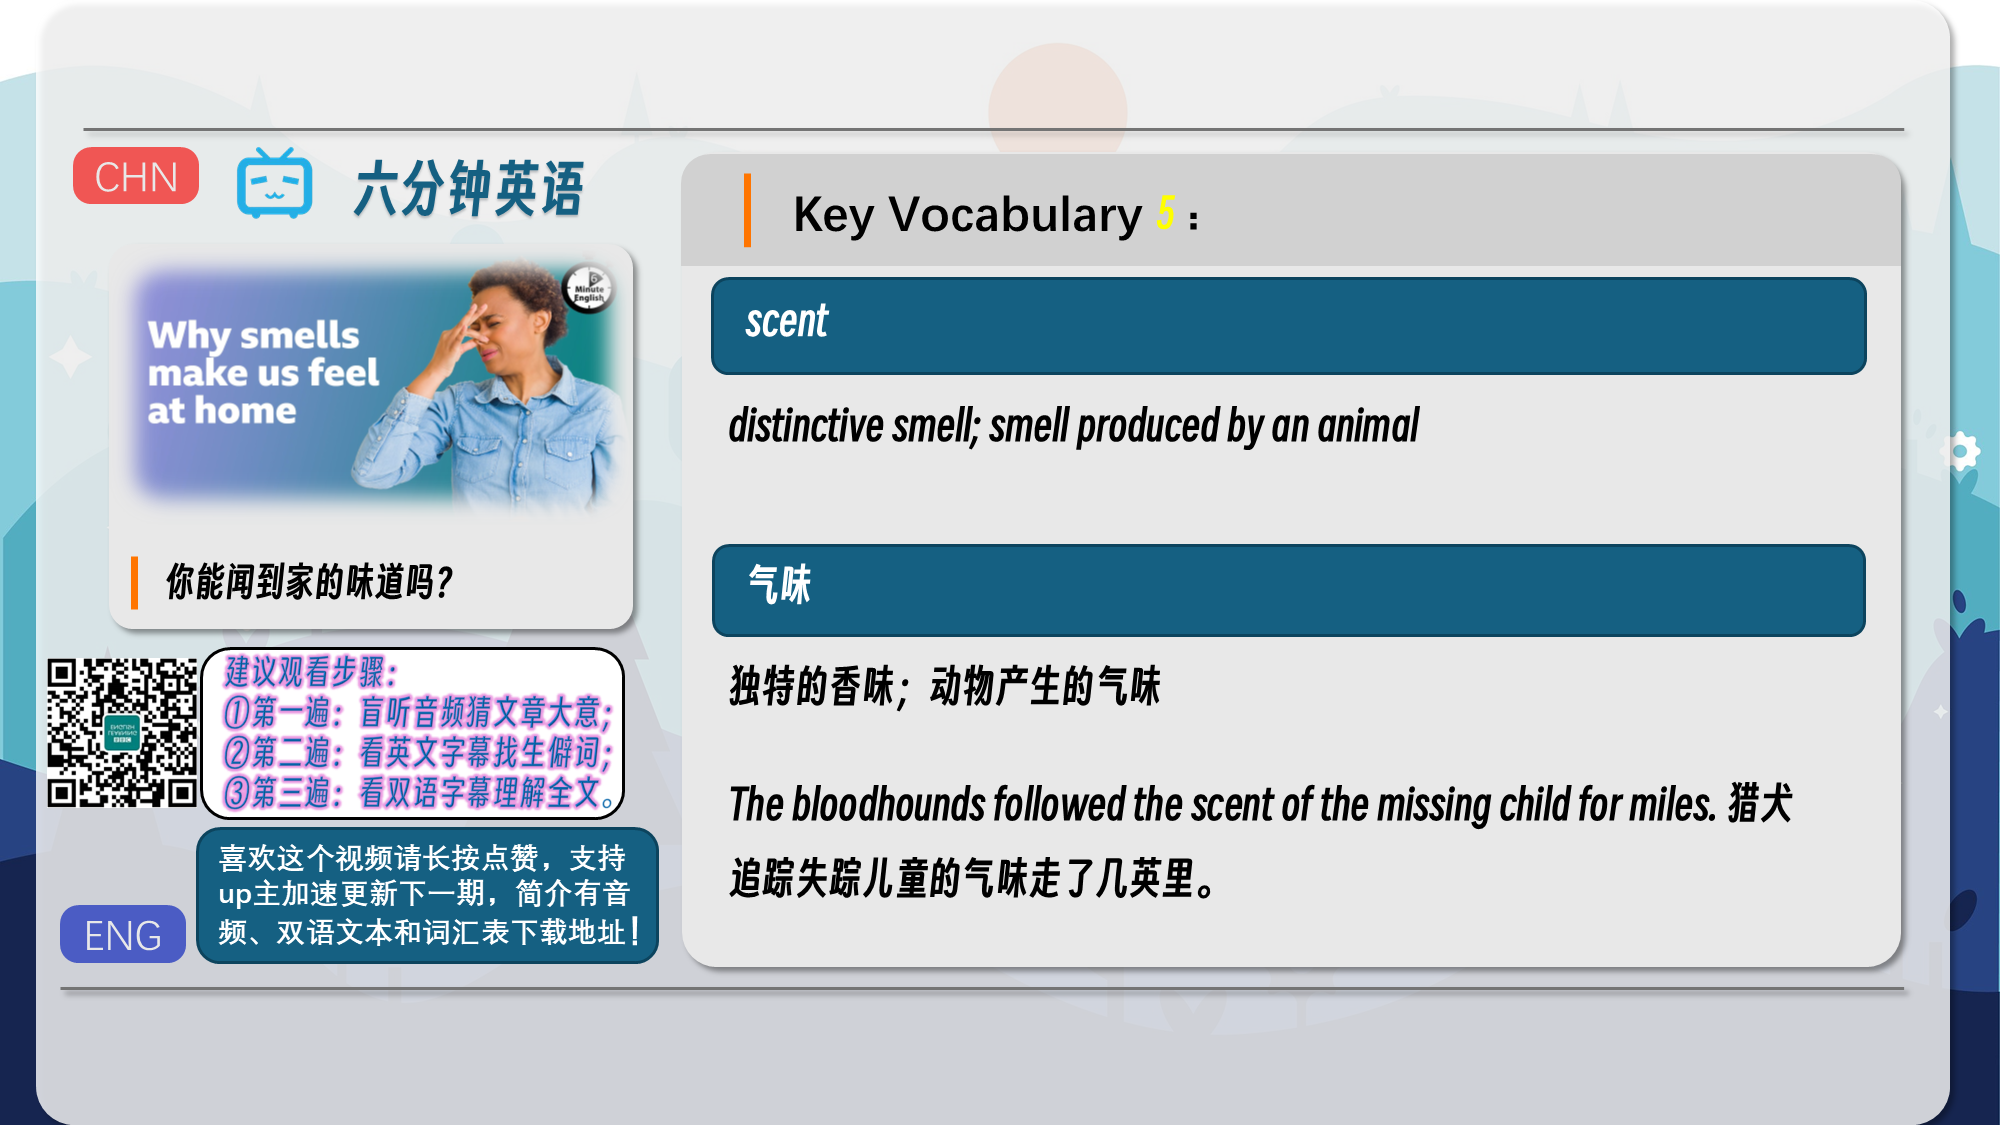 CHN
六分钟英语
6 Minute English
Why smells
make us feel
at home
你能闻到家的味道吗?
建议观看步骤:
①第一遍：盲听音频猜文章大意;
②第二遍：看英文字幕找生僻词;
③第三遍：看双语字幕理解全文。
喜欢这个视频请长按点赞，支持
up主加速更新下一期，简介有音
频、双语文本和词汇表下载地址!
ENG
Key Vocabulary 5：
scent
distinctive smell; smell produced by an animal
气味
独特的香味；动物产生的气味
The bloodhounds followed the scent of the missing child for miles. 猎犬
追踪失踪儿童的气味走了几英里。